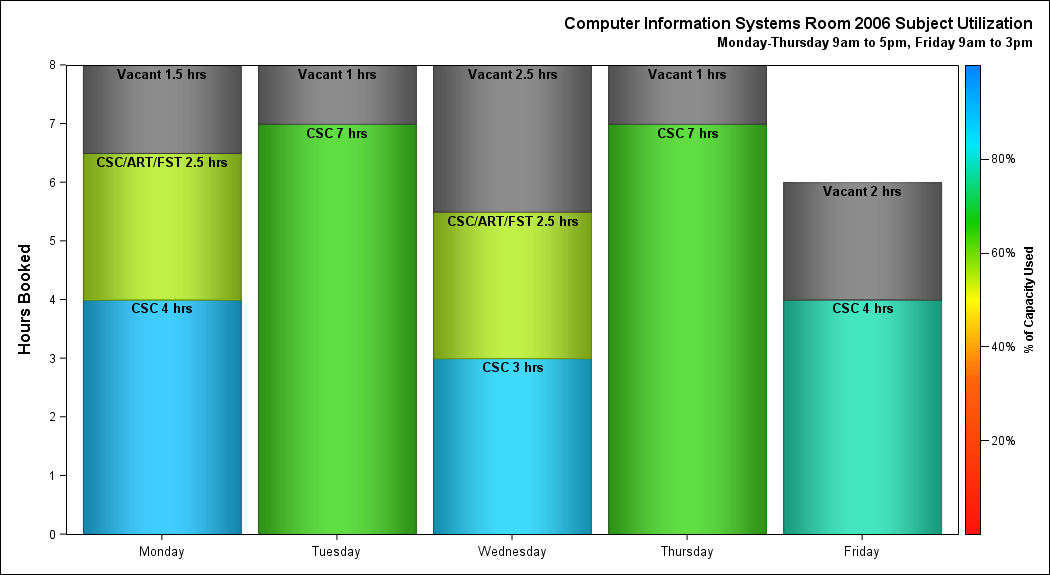 Computer Information Systems Room 2006 Subject Utilization
Monday-Thursday 9am to 5pm, Friday 9am to 3pm
Hours Booked
8
7
6
5
4
3
2
1
0
Vacant 1.5 hrs
CSC/ART/FST 2.5 hrs
CSC 4 hrs
Vacant 1 hrs
CSC 7 hrs
Vacant 2.5 hrs
CSC/ART/FST 2.5 hrs
CSC 3 hrs
Vacant 1 hrs
CSC 7 hrs
Vacant 2 hrs
CSC 4 hrs
Monday
Tuesday
Wednesday
Thursday
Friday
80%
60%
40%
20%
% of Capacity Used